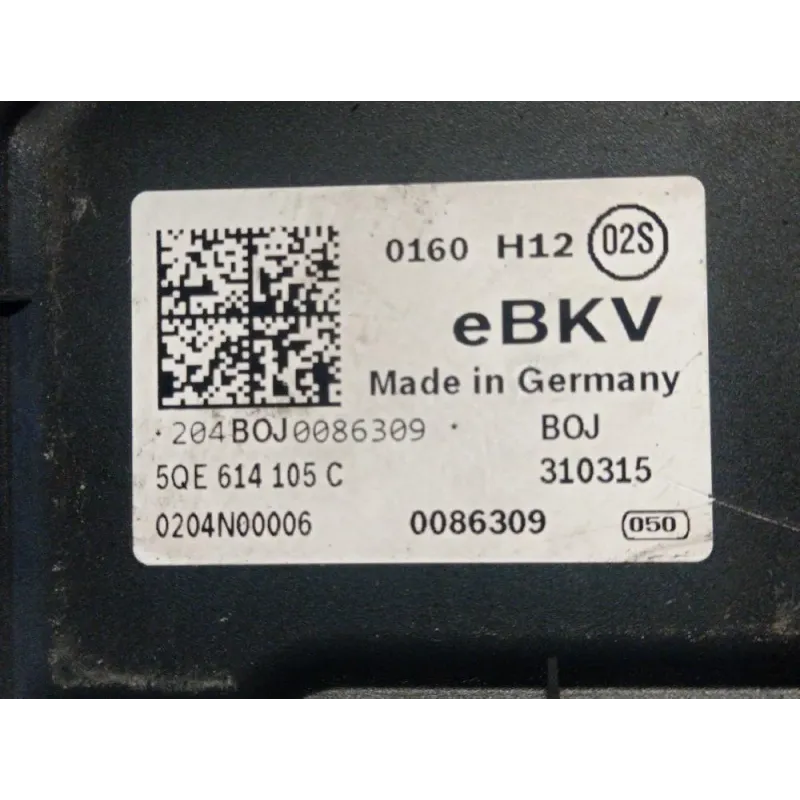 0160 H12 02S
eBKV
Made in Germany
204BOJ0086309 BOJ
5QE 614 105 C 310315
0204N00006 0086309 050